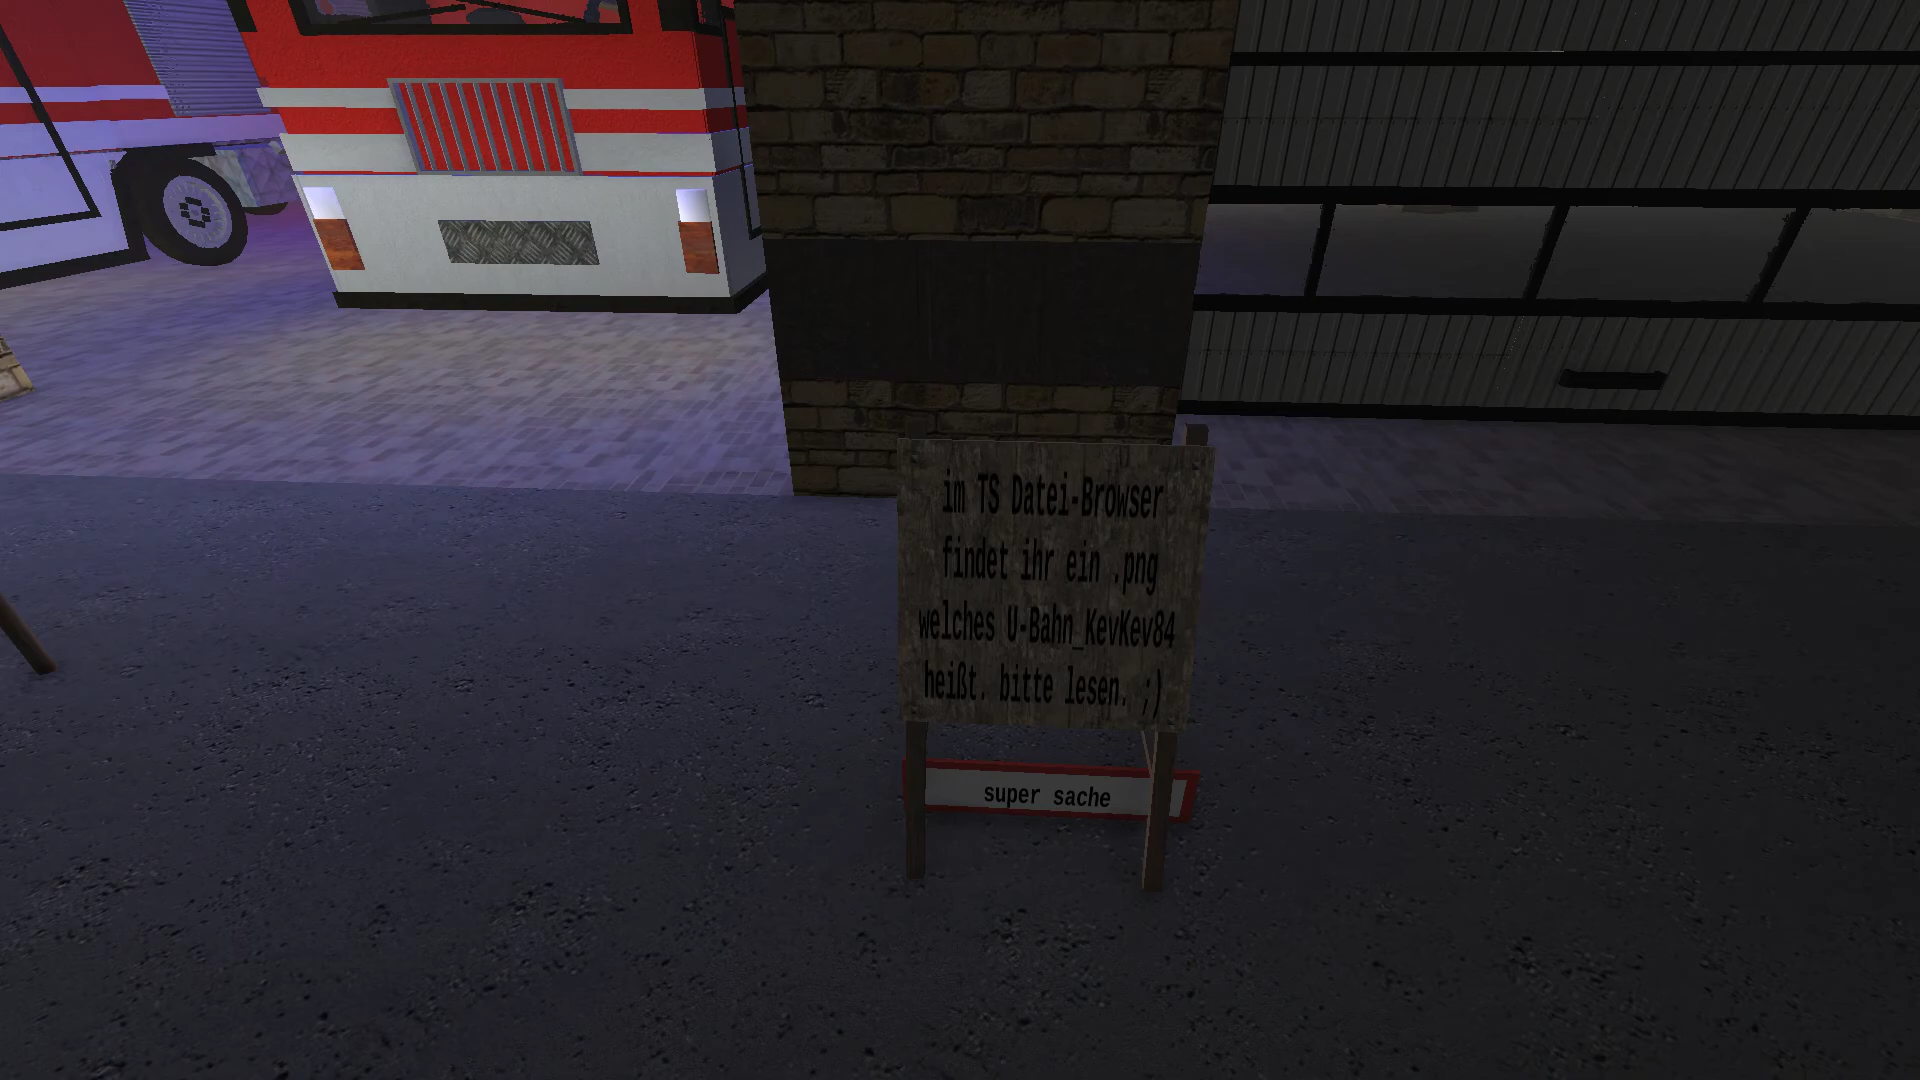 im TS Datei-Browser
findet ihr ein .png
welches U-Bahn_KevKev84
heißt. bitte lesen. ;)
super sache